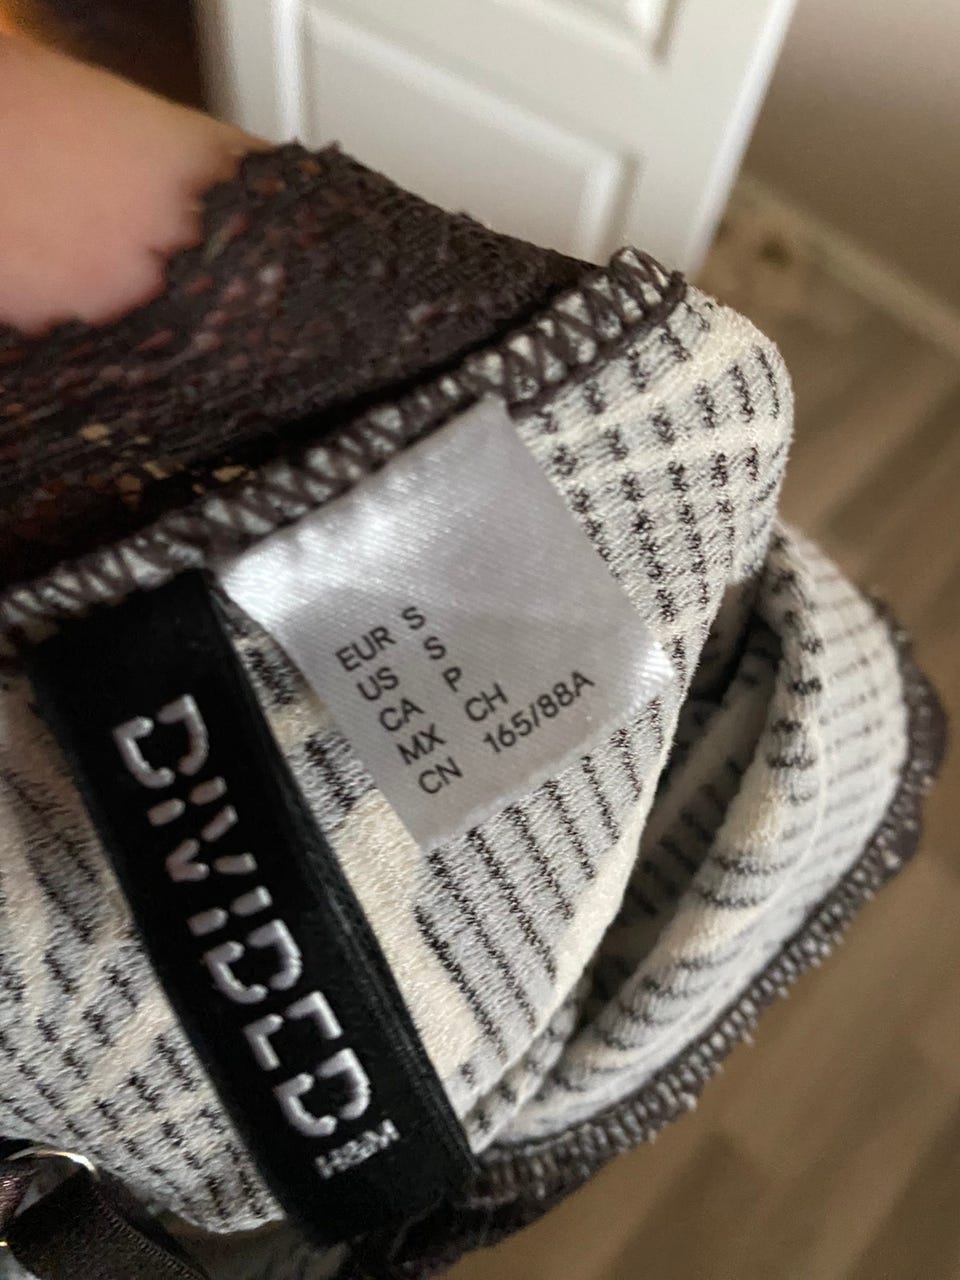 EUR S
US S
CA P
MX CH
CN 165/88A
DIVIDED
H&M